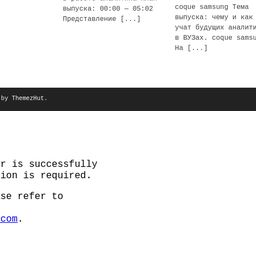 выпуска: 00:00 — 05:02
Представление [...]
coque samsung Тема
выпуска: чему и как
учат будущих аналити
в ВУЗах. coque samsu
На [...]
by ThemezHut.
r is successfully
ion is required.
se refer to
com.